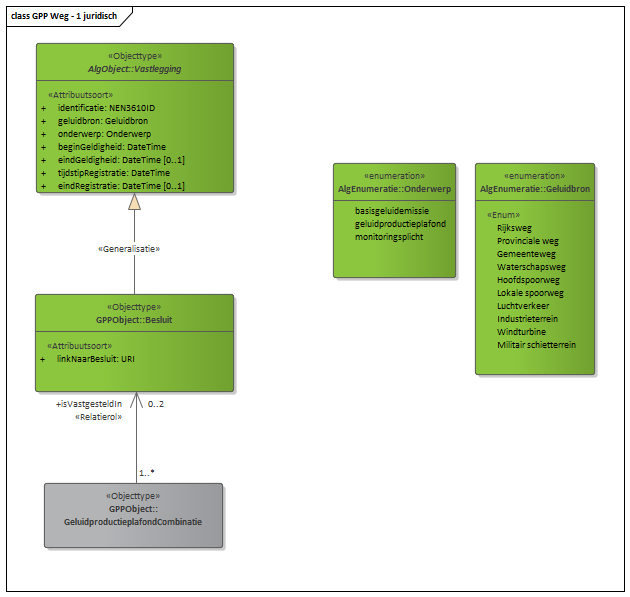 class GPP Weg - 1 juridisch
«Objecttype»
AlgObject::Vastlegging
«Attribuutsoort»
+ identificatie: NEN3610ID
+ geluidbron: Geluidbron
+ onderwerp: Onderwerp
+ beginGeldigheid: DateTime
+ eindGeldigheid: DateTime [0..1]
+ tijdstipRegistratie: DateTime
+ eindRegistratie: DateTime [0..1]
«Generalisatie»
«Objecttype»
GPPObject::Besluit
«Attribuutsoort»
+ linkNaarBesluit: URI
+isVastgesteldIn 0..2
«Relatierol»
1..*
«Objecttype»
GPPObject::
GeluidproductieplafondCombinatie
«enumeration»
AlgEnumeratie::Onderwerp
basisgeluidemissie
geluidproductieplafond
monitoringsplicht
«enumeration»
AlgEnumeratie::Geluidbron
«Enum»
Rijksweg
Provinciale weg
Gemeenteweg
Waterschapsweg
Hoofdspoorweg
Lokale spoorweg
Luchtverkeer
Industrieterrein
Windturbine
Militair schietterrein